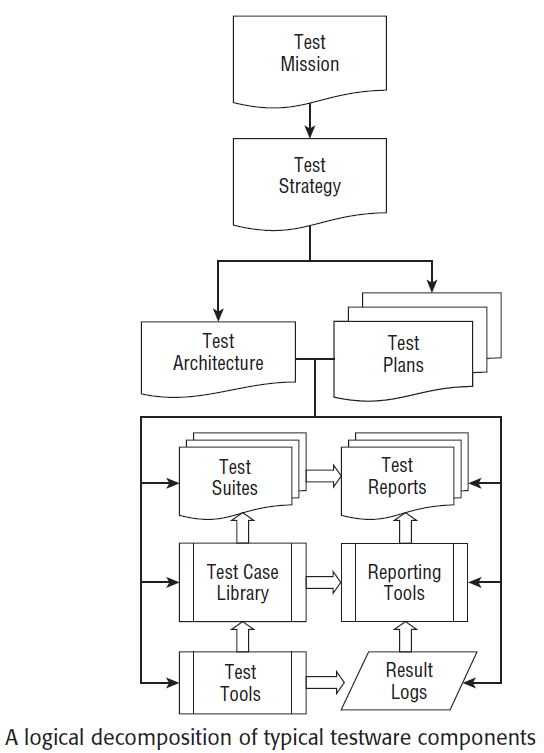 Test
Mission
Test
Strategy
Test
Architecture
Test
Plans
Test
Suites
Test
Reports
Test Case
Library
Reporting
Tools
Test
Tools
Result
Logs
A logical decomposition of typical testware components